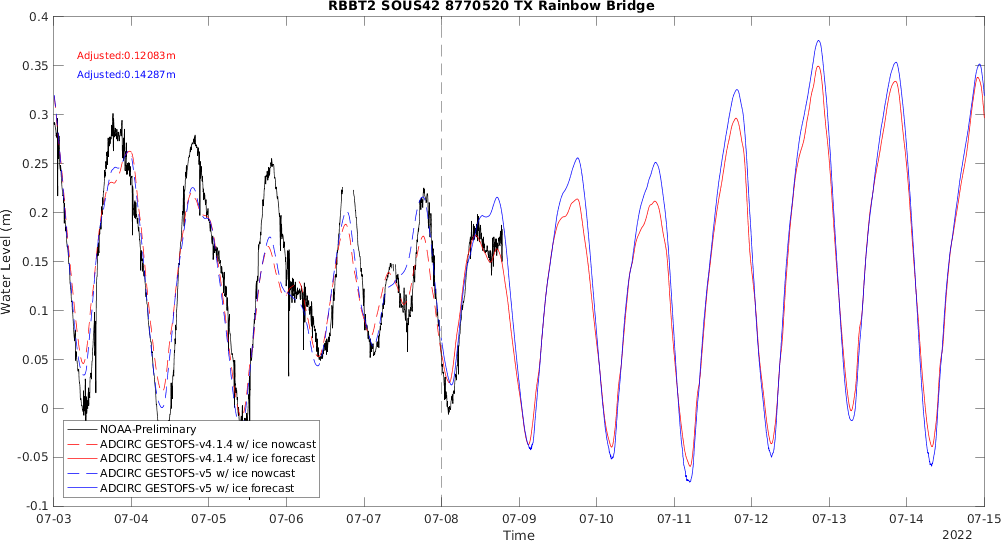 RBBT2 SOUS42 8770520 TX Rainbow Bridge
Adjusted:0.12083m
Adjusted:0.14287m
Water Level (m)
0.4
0.35
0.3
0.25
0.2
0.15
0.1
0.05
0
-0.05
-0.1
NOAA-Preliminary
ADCIRC GESTOFS-v4.1.4 w/ ice nowcast
ADCIRC GESTOFS-v4.1.4 w/ ice forecast
ADCIRC GESTOFS-v5 w/ ice nowcast
ADCIRC GESTOFS-v5 w/ ice forecast
07-03 07-04 07-05 07-06 07-07 07-08 07-09 07-10 07-11 07-12 07-13 07-14 07-15
Time
2022